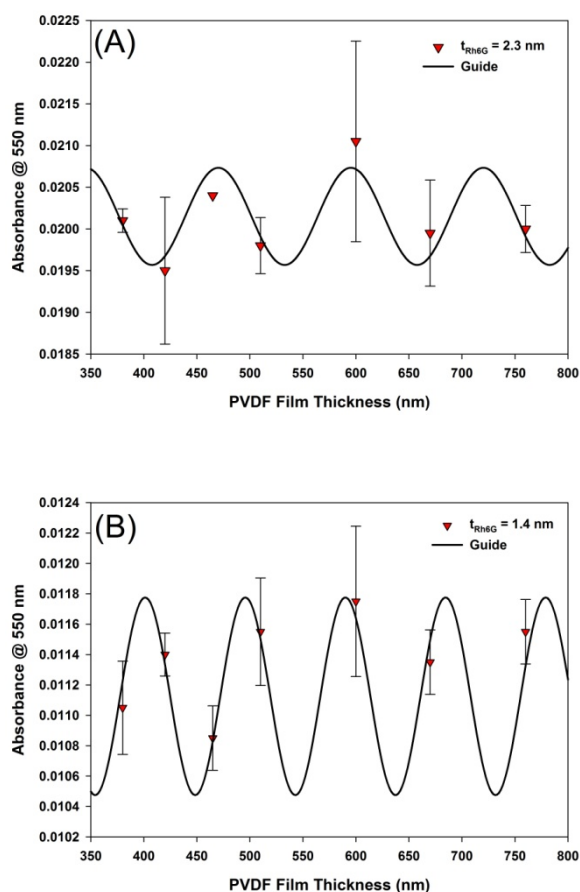 (A)
t_Rh6G = 2.3 nm
Guide
Absorbance @ 550 nm
0.0225
0.0220
0.0215
0.0210
0.0205
0.0200
0.0195
0.0190
0.0185
350 400 450 500 550 600 650 700 750 800
PVDF Film Thickness (nm)
(B)
t_Rh6G = 1.4 nm
Guide
Absorbance @ 550 nm
0.0124
0.0122
0.0120
0.0118
0.0116
0.0114
0.0112
0.0110
0.0108
0.0106
0.0104
0.0102
350 400 450 500 550 600 650 700 750 800
PVDF Film Thickness (nm)